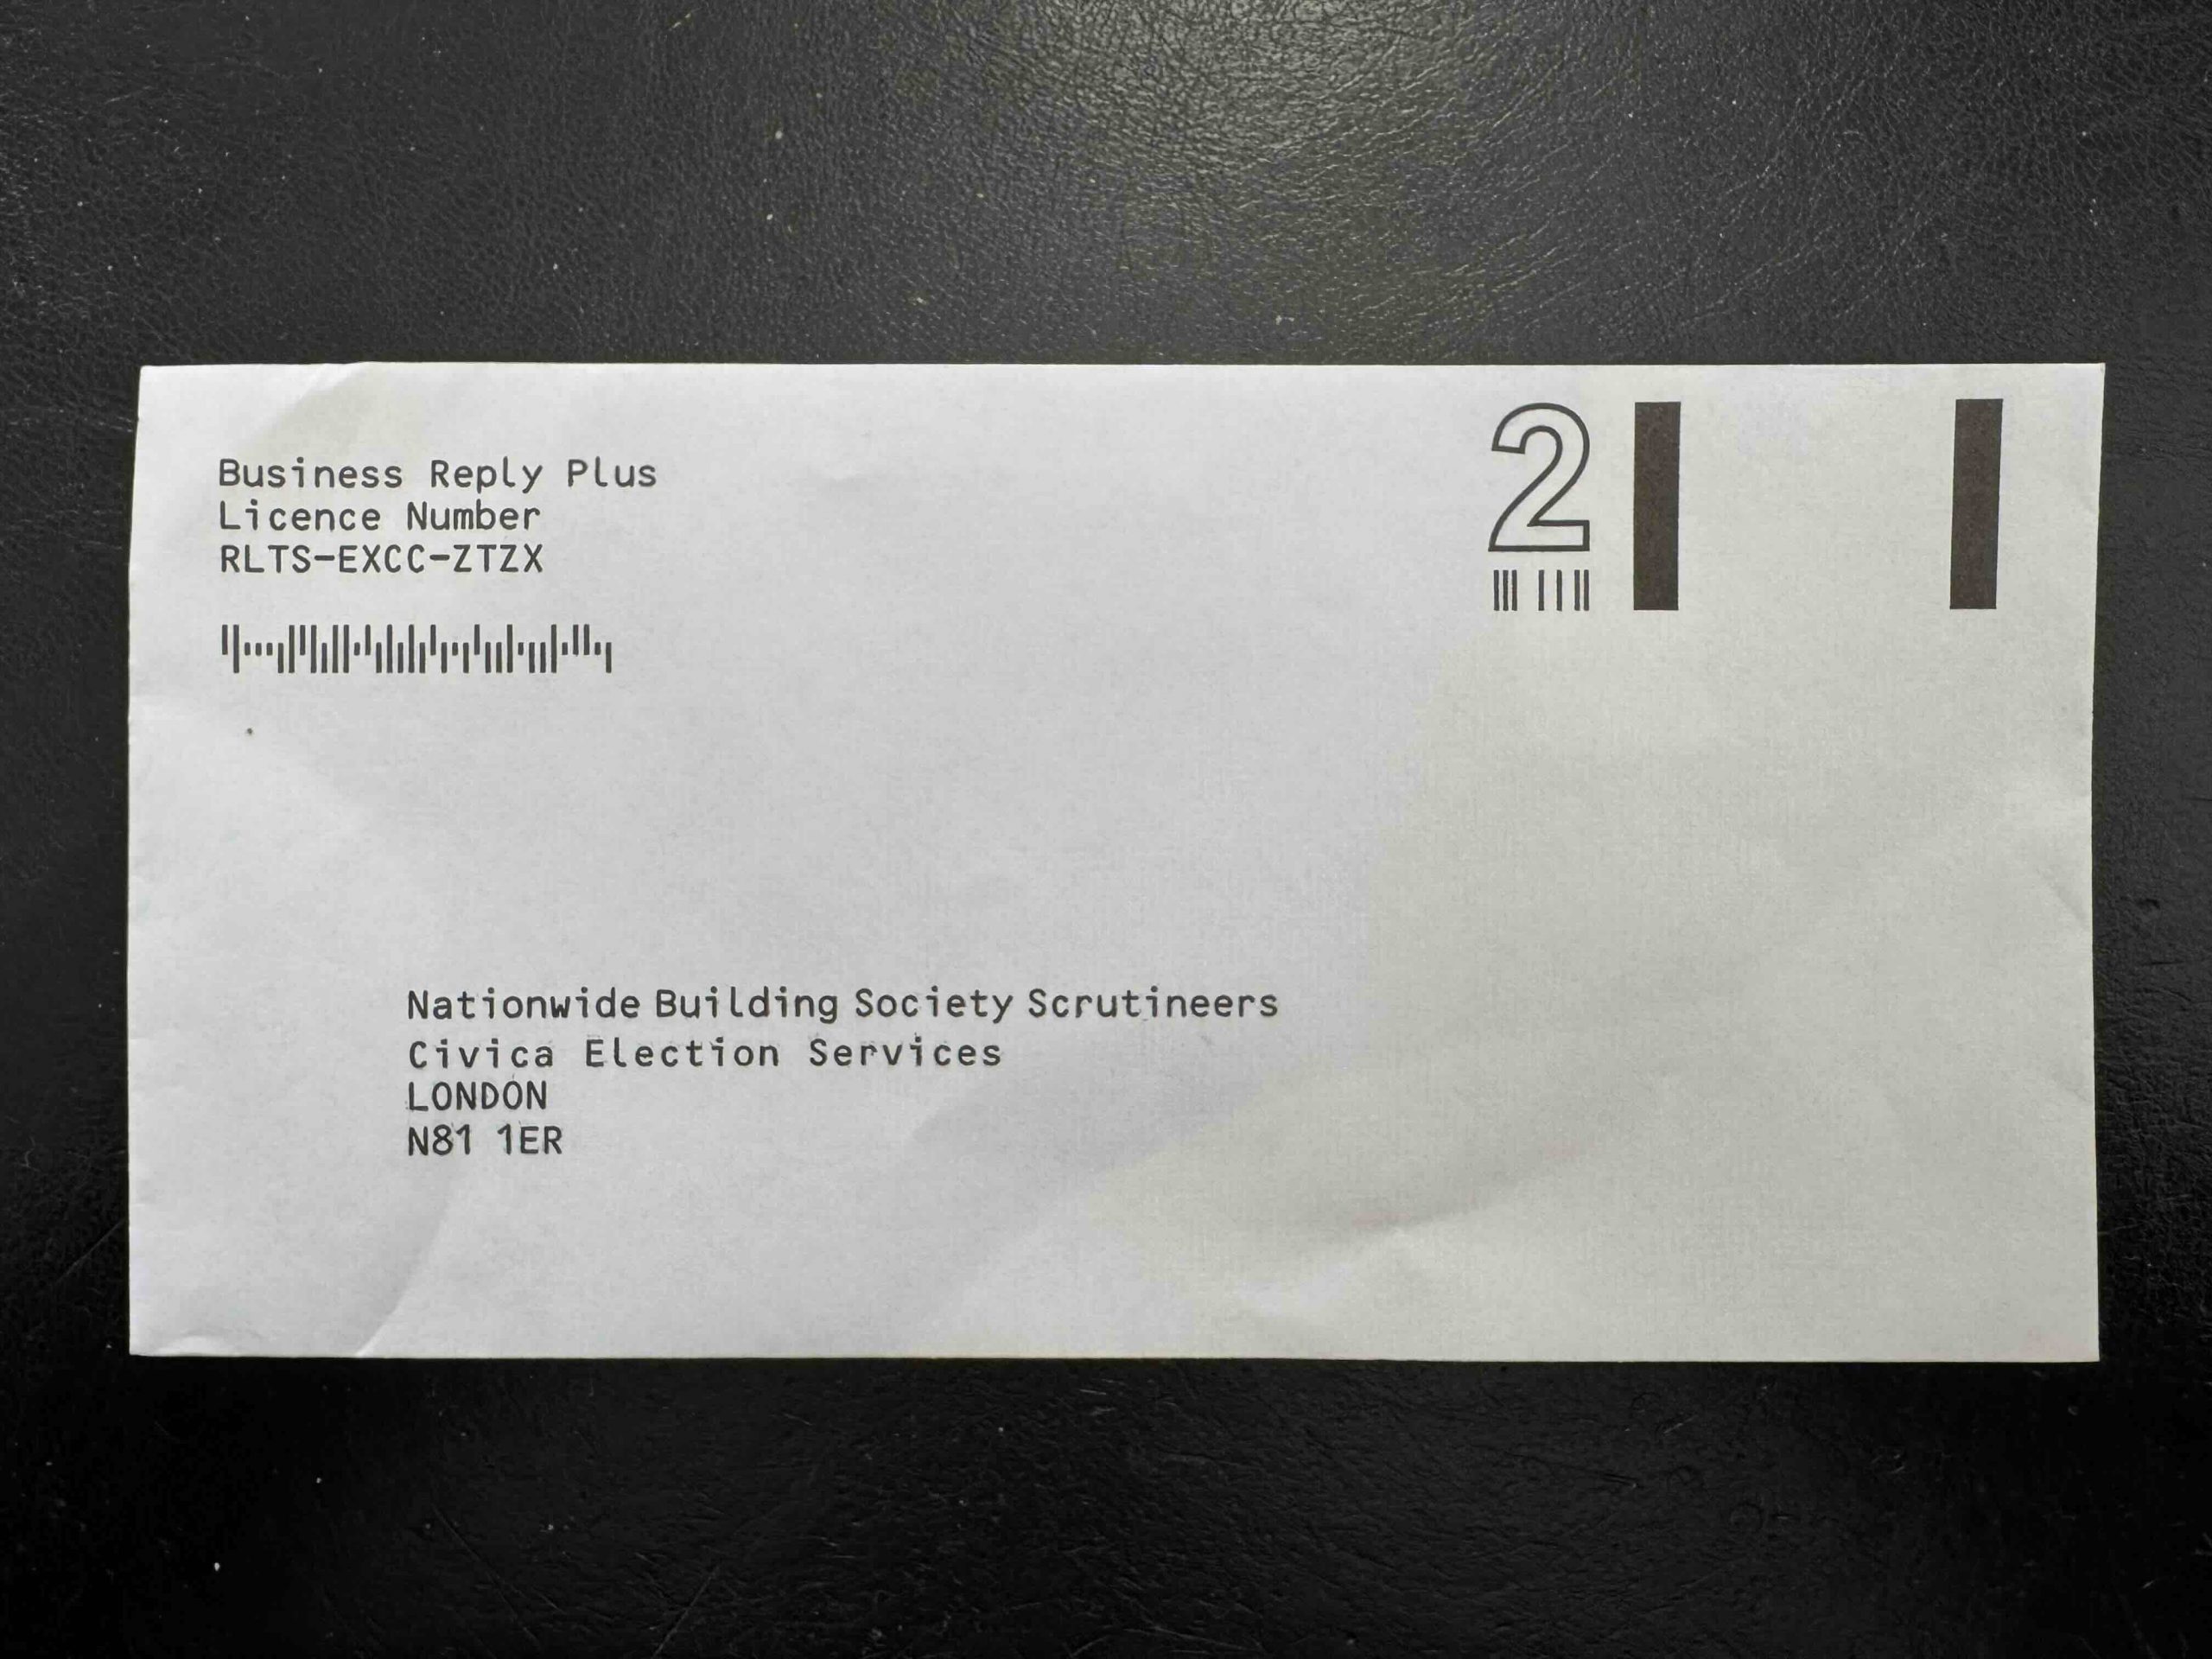 Business Reply Plus
Licence Number
RLTS-EXCC-ZTZX
2
Nationwide Building Society Scrutineers
Civica Election Services
LONDON
N81 1ER